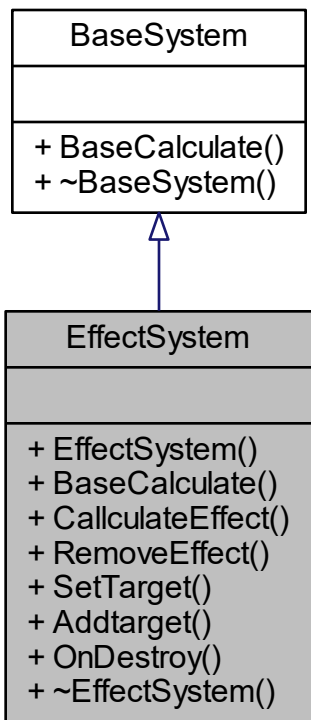 BaseSystem
+ BaseCalculate()
+ ~BaseSystem()
EffectSystem
+ EffectSystem()
+ BaseCalculate()
+ CallculateEffect()
+ RemoveEffect()
+ SetTarget()
+ Addtarget()
+ OnDestroy()
+ ~EffectSystem()